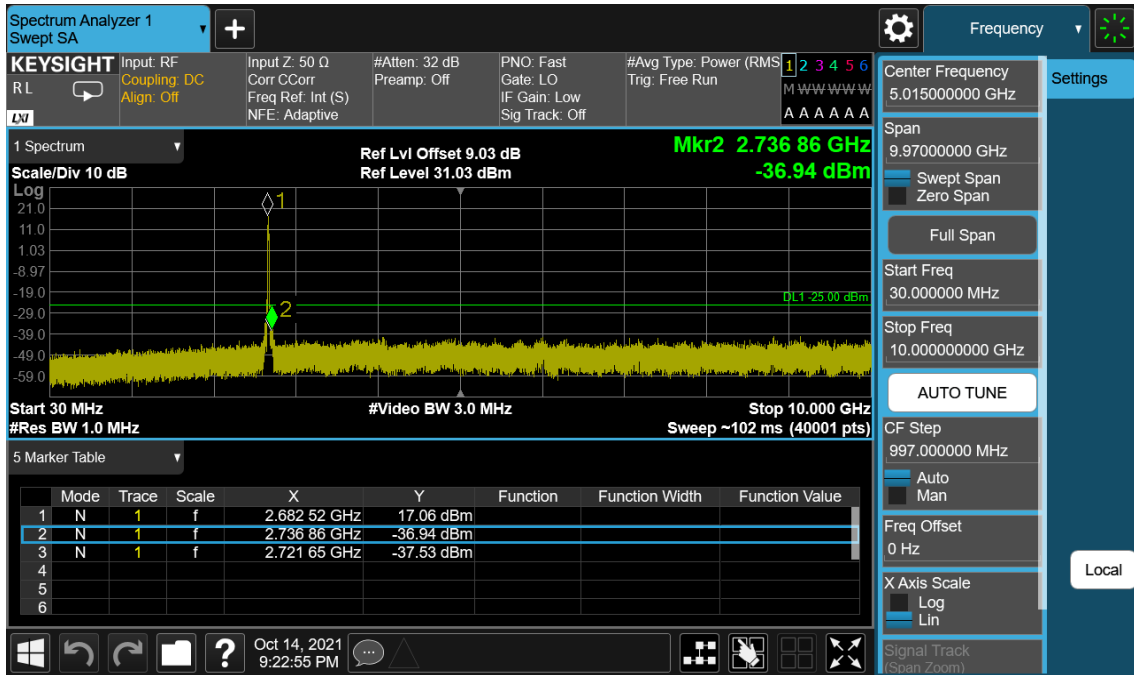 Spectrum Analyzer 1
Swept SA
Frequency
KEYSIGHT
R L
LXI
Input: RF
Coupling: DC
Align: Off
Input Z: 50 Ω
Corr CCorr
Freq Ref: Int (S)
NFE: Adaptive
#Atten: 32 dB
Preamp: Off
PNO: Fast
Gate: LO
IF Gain: Low
Sig Track: Off
#Avg Type: Power (RMS
Trig: Free Run
1 2 3 4 5 6
M W W W W W
A A A A A A
1 Spectrum
Scale/Div 10 dB
Ref Lvl Offset 9.03 dB
Ref Level 31.03 dBm
Mkr2 2.736 86 GHz
-36.94 dBm
Log
21.0
11.0
1.03
-8.97
-19.0
-29.0
-39.0
-49.0
-59.0
1
2
DL1 -25.00 dBm
Start 30 MHz
#Video BW 3.0 MHz
Stop 10.000 GHz
#Res BW 1.0 MHz
Sweep ~102 ms (40001 pts)
5 Marker Table
Mode Trace Scale X Y Function Function Width Function Value
1 N 1 f 2.682 52 GHz 17.06 dBm
2 N 1 f 2.736 86 GHz -36.94 dBm
3 N 1 f 2.721 65 GHz -37.53 dBm
4
5
6
Oct 14, 2021
9:22:55 PM
Center Frequency
5.015000000 GHz
Settings
Span
9.97000000 GHz
Swept Span
Zero Span
Full Span
Start Freq
30.000000 MHz
Stop Freq
10.000000000 GHz
AUTO TUNE
CF Step
997.000000 MHz
Auto
Man
Freq Offset
0 Hz
X Axis Scale
Log
Lin
Local
Signal Track
(Span Zoom)